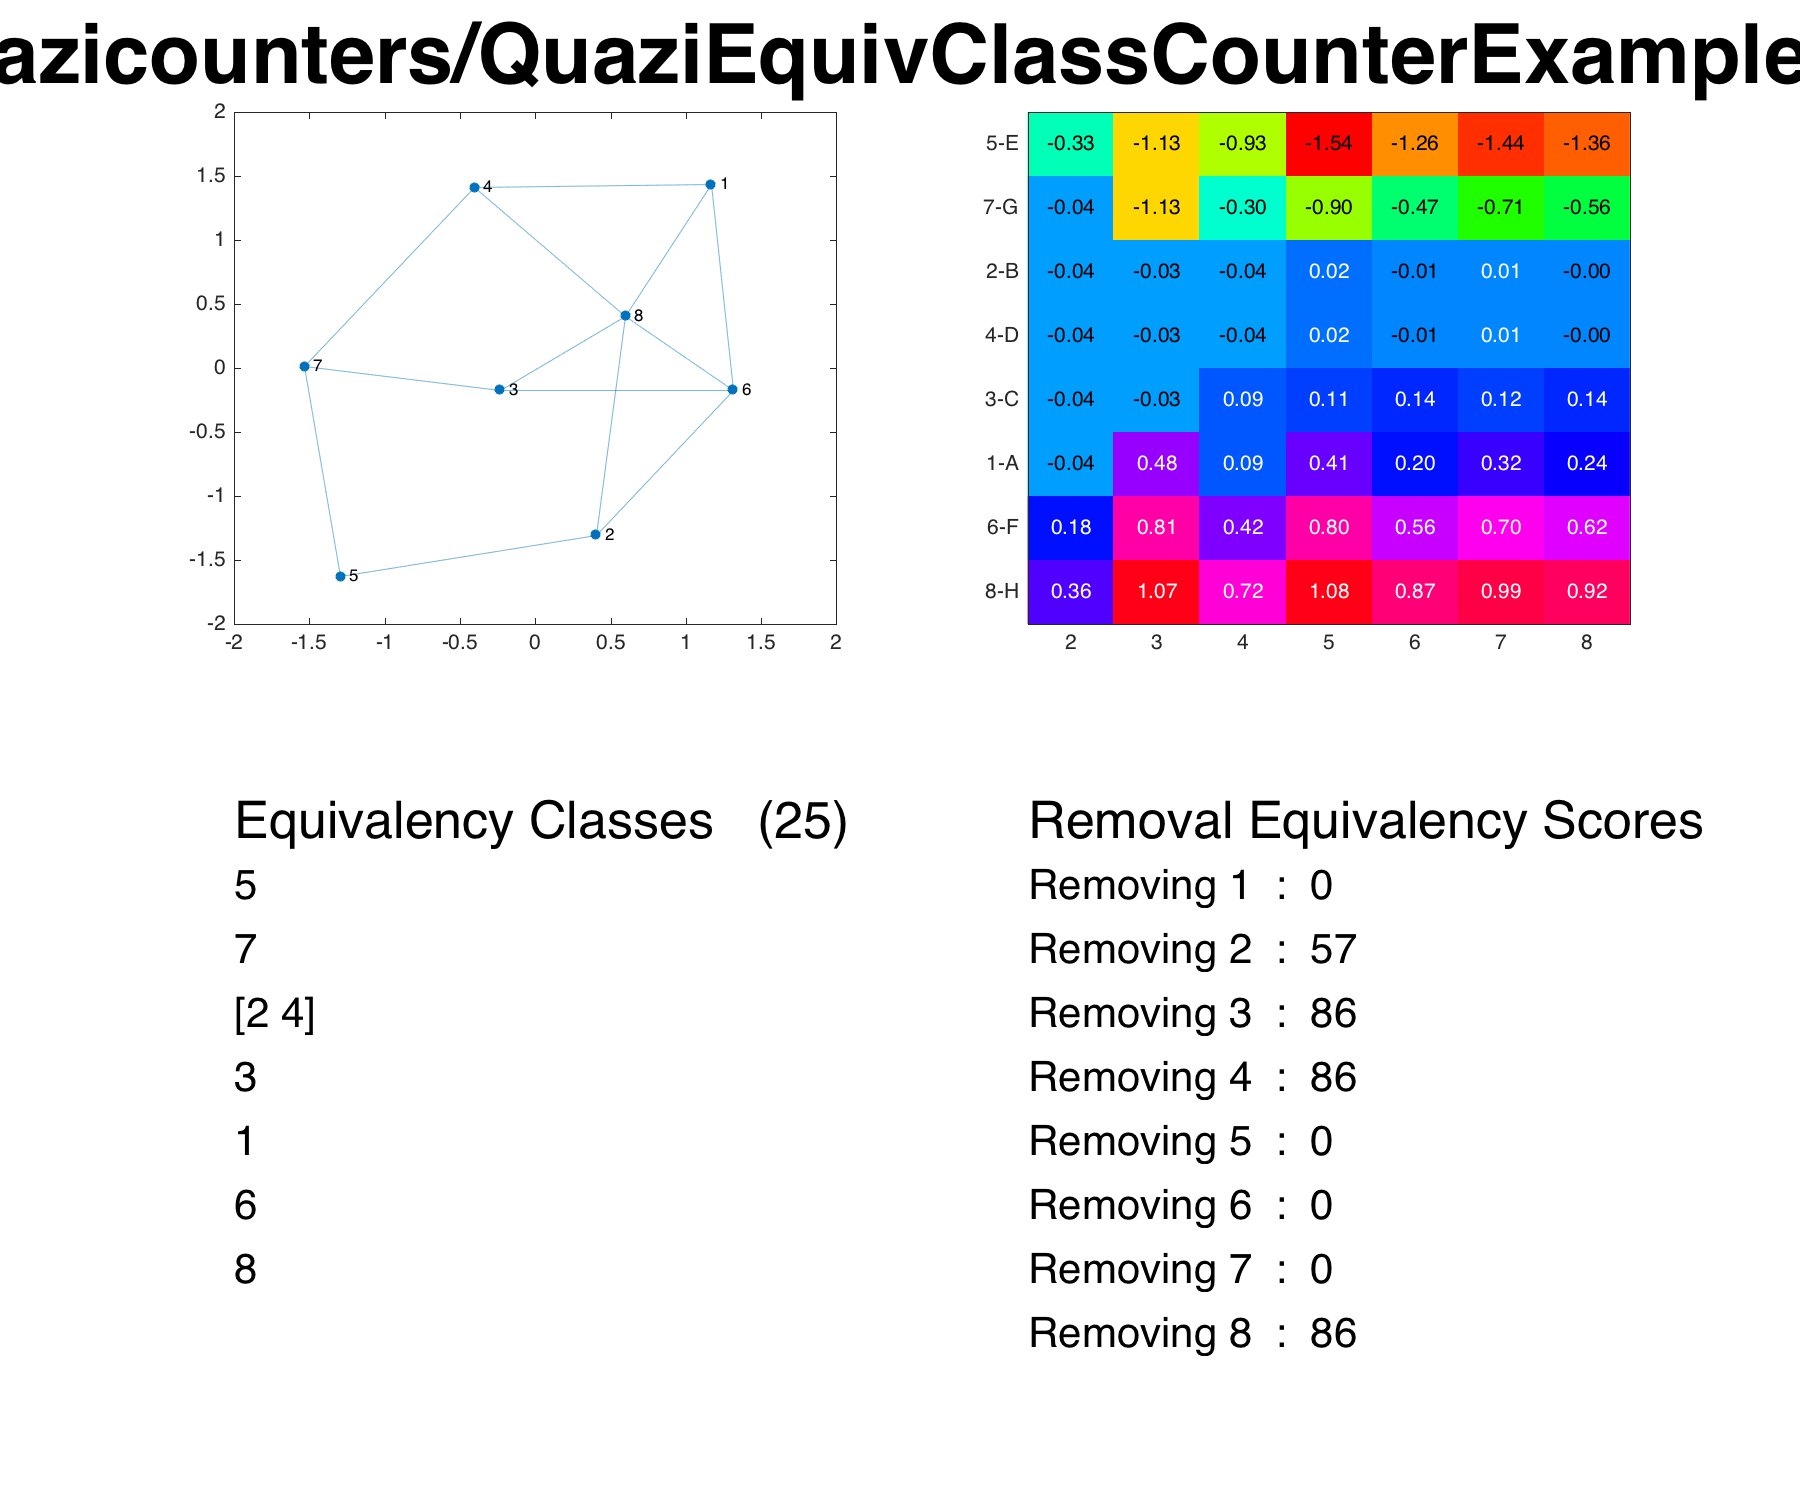 azicounters/QuaziEquivClassCounterExample
2
1.5
1
0.5
0
-0.5
-1
-1.5
-2
-2 -1.5 -1 -0.5 0 0.5 1 1.5 2
4
1
8
7
3
6
2
5
5-E -0.33 -1.13 -0.93 -1.54 -1.26 -1.44 -1.36
7-G -0.04 -1.13 -0.30 -0.90 -0.47 -0.71 -0.56
2-B -0.04 -0.03 -0.04 0.02 -0.01 0.01 -0.00
4-D -0.04 -0.03 -0.04 0.02 -0.01 0.01 -0.00
3-C -0.04 -0.03 0.09 0.11 0.14 0.12 0.14
1-A -0.04 0.48 0.09 0.41 0.20 0.32 0.24
6-F 0.18 0.81 0.42 0.80 0.56 0.70 0.62
8-H 0.36 1.07 0.72 1.08 0.87 0.99 0.92
2 3 4 5 6 7 8
Equivalency Classes (25)
5
7
[2 4]
3
1
6
8
Removal Equivalency Scores
Removing 1 : 0
Removing 2 : 57
Removing 3 : 86
Removing 4 : 86
Removing 5 : 0
Removing 6 : 0
Removing 7 : 0
Removing 8 : 86